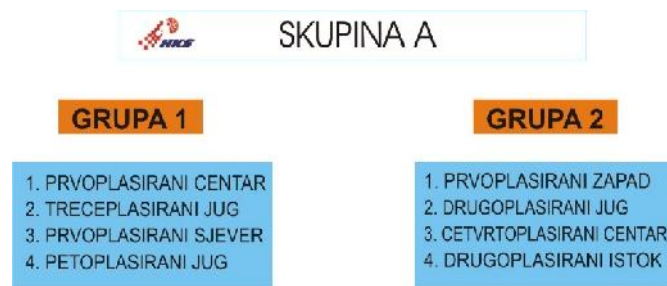 HKS
SKUPINA A
GRUPA 1
1. PRVOPLASIRANI CENTAR
2. TRECEPLASIRANI JUG
3. PRVOPLASIRANI SJEVER
4. PETOPLASIRANI JUG
GRUPA 2
1. PRVOPLASIRANI ZAPAD
2. DRUGOPLASIRANI JUG
3. CETVRTOPLASIRANI CENTAR
4. DRUGOPLASIRANI ISTOK